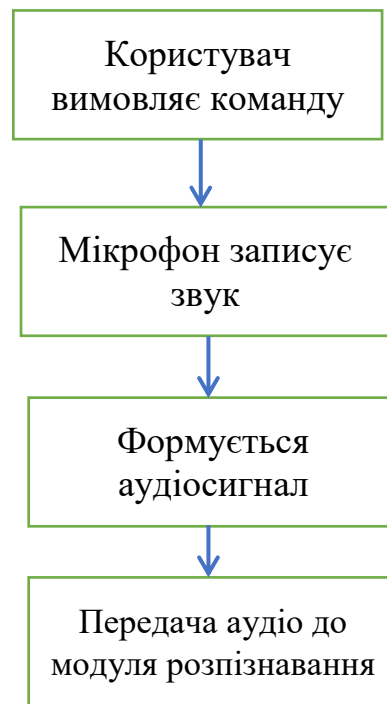 Користувач
вимовляє команду
Мікрофон записує
звук
Формується
аудіосигнал
Передача аудіо до
модуля розпізнавання